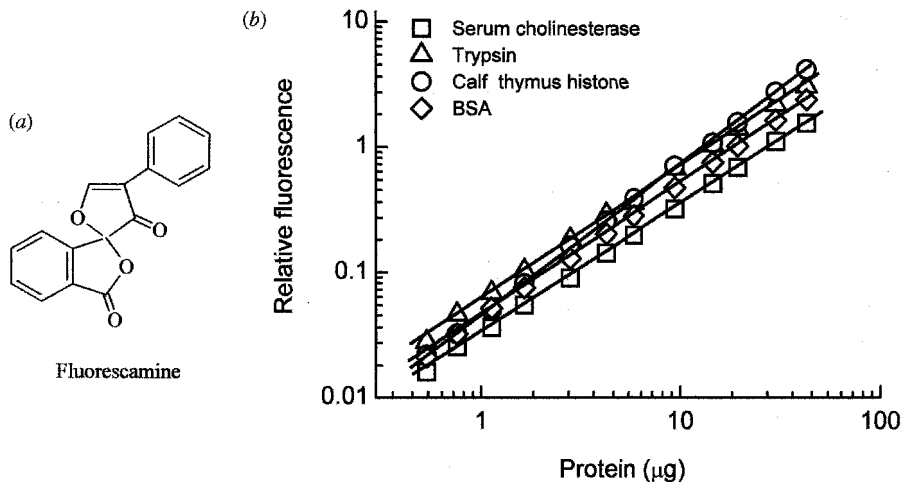 (a)
O
O
O
O
Fluorescamine
(b)
Serum cholinesterase
Trypsin
Calf thymus histone
BSA
Relative fluorescence
10
1
0.1
0.01
1
10
100
Protein (μg)